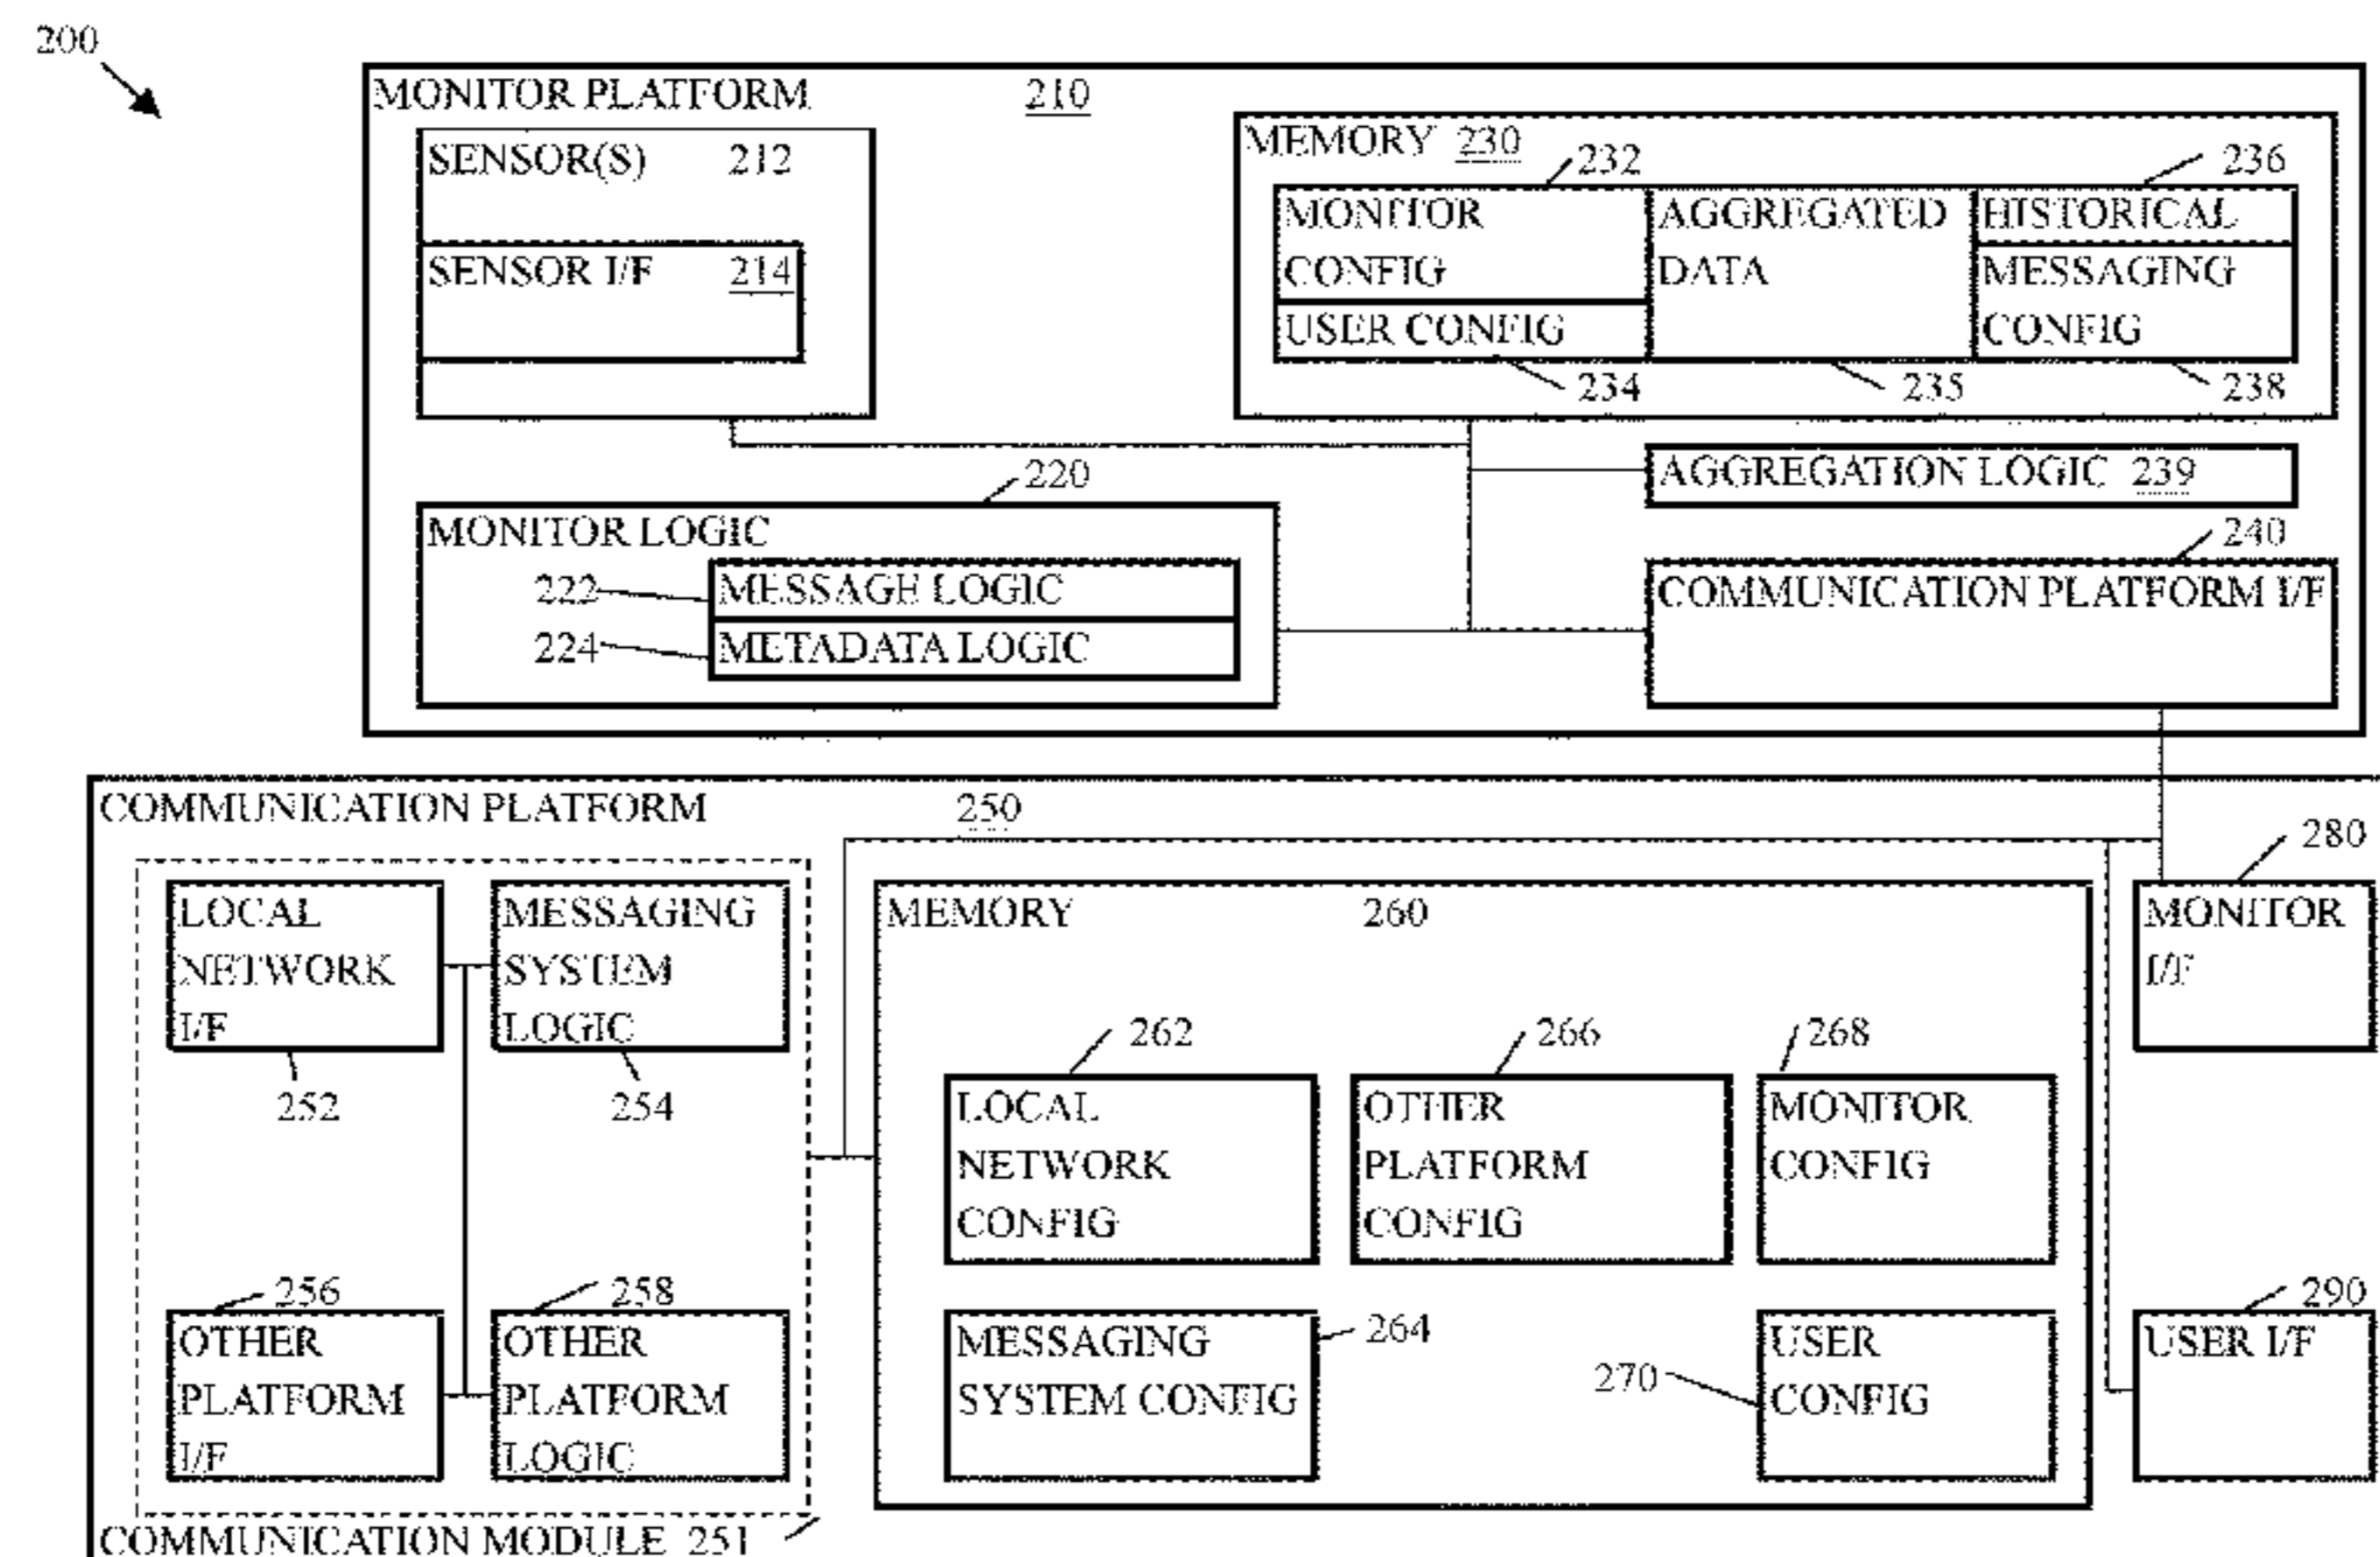 200
MONITOR PLATFORM 210
SENSOR(S) 212
SENSOR I/F 214
MEMORY 230
232
236
MONITOR
CONFIG
USER CONFIG
AGGREGATED
DATA
HISTORICAL
MESSAGING
CONFIG
234
235
238
AGGREGATION LOGIC 239
220
MONITOR LOGIC
222
MESSAGE LOGIC
224
METADATA LOGIC
240
COMMUNICATION PLATFORM I/F
COMMUNICATION PLATFORM 250
LOCAL
NETWORK
I/F
252
MESSAGING
SYSTEM
LOGIC
254
256
OTHER
PLATFORM
I/F
258
OTHER
PLATFORM
LOGIC
COMMUNICATION MODULE 251
MEMORY 260
262
LOCAL
NETWORK
CONFIG
266
OTHER
PLATFORM
CONFIG
268
MONITOR
CONFIG
MESSAGING
SYSTEM CONFIG
264
270
USER
CONFIG
280
MONITOR
I/F
290
USER I/F